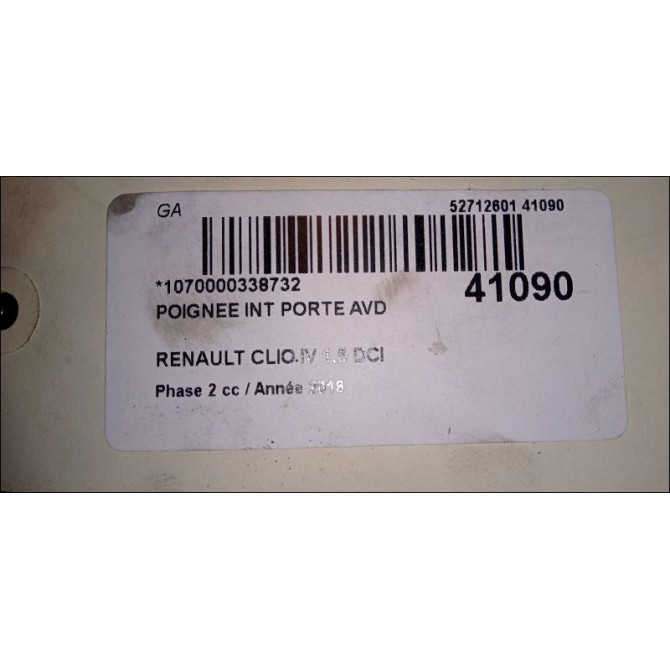 GA 52712601 41090
*1070000338732 41090
POIGNEE INT PORTE AVD
RENAULT CLIO IV 1.5 DCI
Phase 2 cc / Année 2018